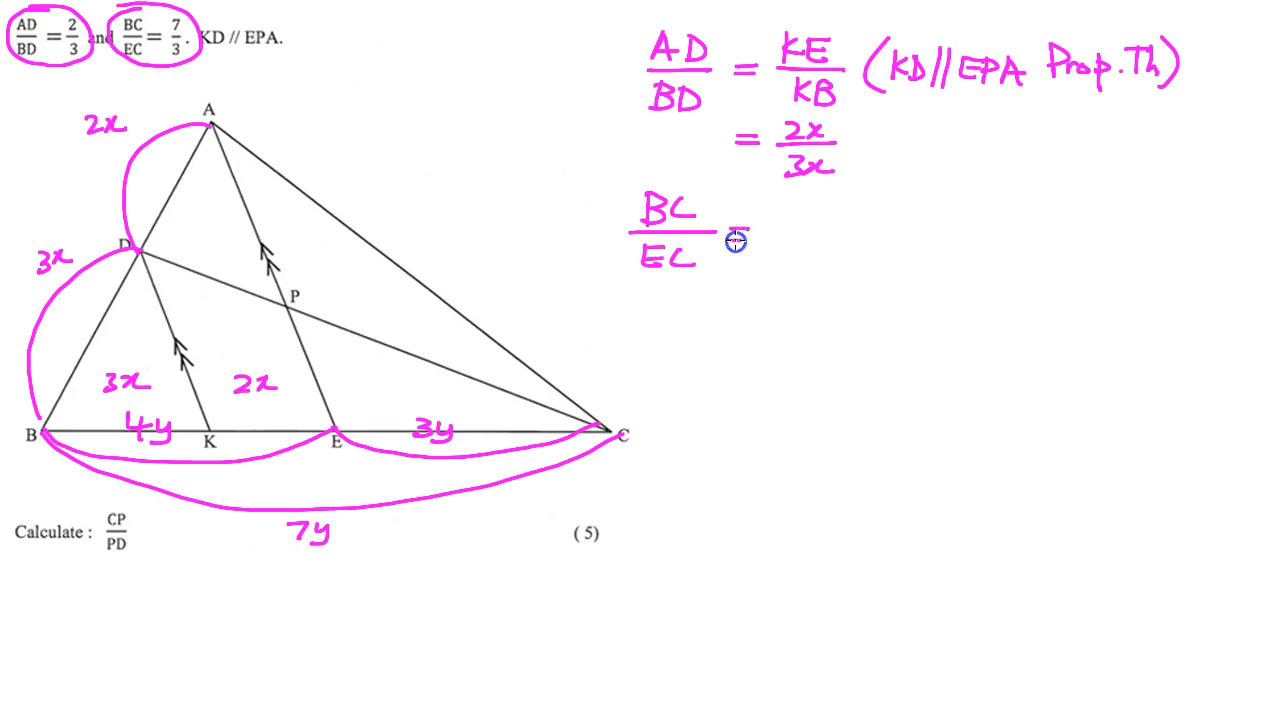 AD/BD = 2/3 and BC/EC = 7/3 . KD // EPA.
AD/BD = KE/KB (KD//EPA Prop.Th)
= 2x/3x
BC/EC =
A
2x
D
3x
P
3x
2x
4y
3y
B
K
E
C
7y
Calculate : CP/PD (5)